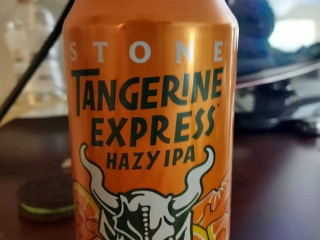 STONE
TANGERINE
EXPRESS
HAZY IPA